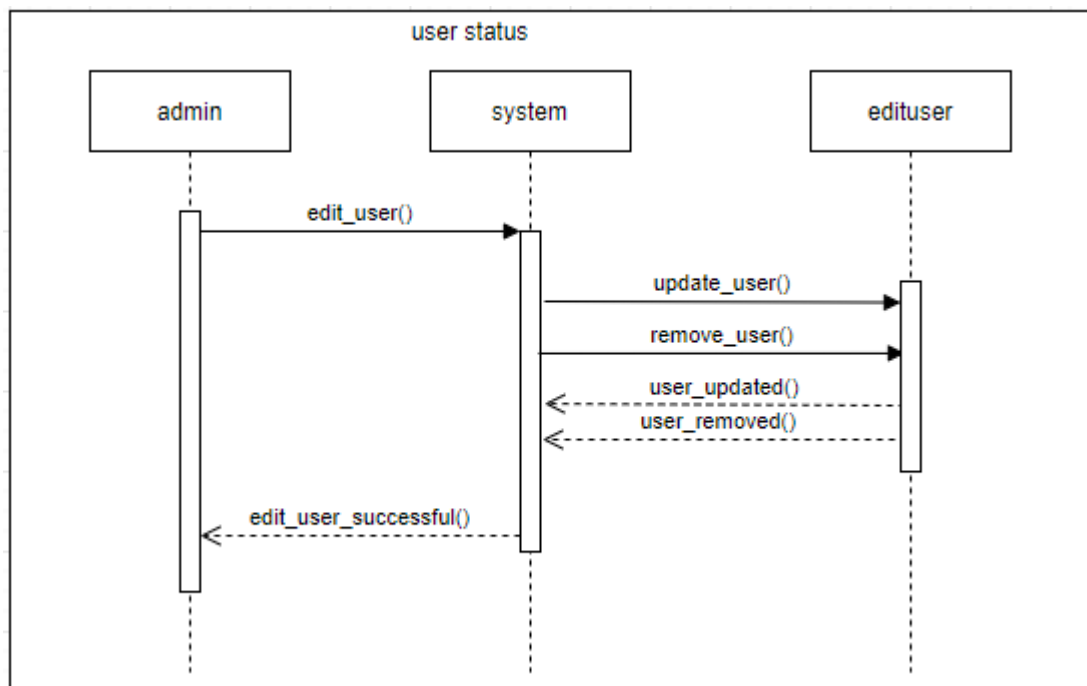 user status
admin
system
edituser
edit_user()
update_user()
remove_user()
user_updated()
user_removed()
edit_user_successful()